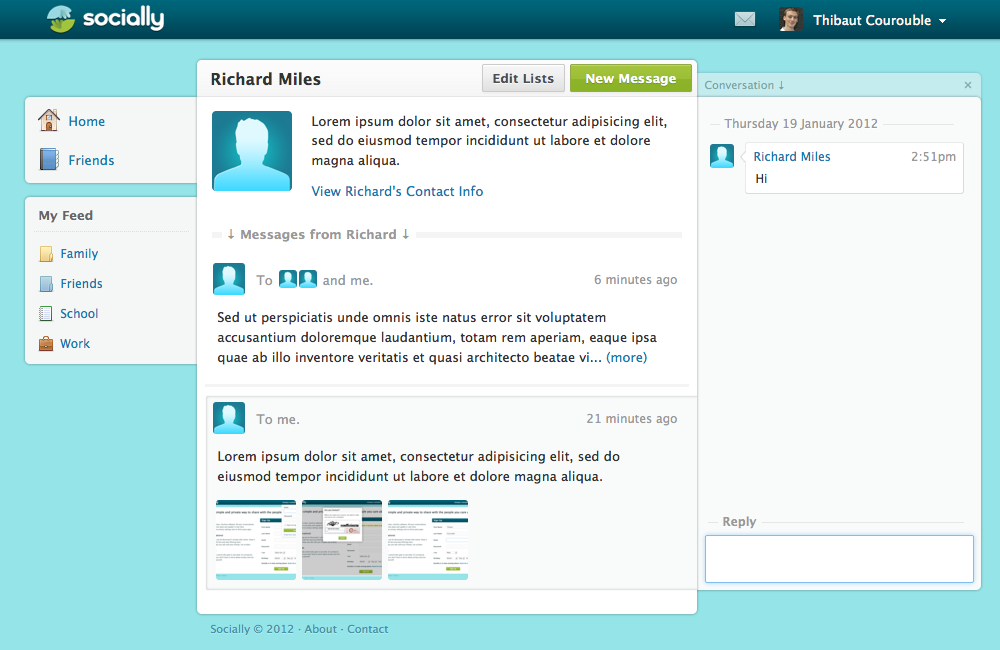 socially
Thibaut Courouble
Home
Friends
My Feed
Family
Friends
School
Work
Richard Miles
Edit Lists
New Message
Lorem ipsum dolor sit amet, consectetur adipisicing elit,
sed do eiusmod tempor incididunt ut labore et dolore
magna aliqua.
View Richard's Contact Info
↓ Messages from Richard ↓
To and me.
6 minutes ago
Sed ut perspiciatis unde omnis iste natus error sit voluptatem
accusantium doloremque laudantium, totam rem aperiam, eaque ipsa
quae ab illo inventore veritatis et quasi architecto beatae vi... (more)
To me.
21 minutes ago
Lorem ipsum dolor sit amet, consectetur adipisicing elit, sed do
eiusmod tempor incididunt ut labore et dolore magna aliqua.
Conversation ↓
×
Thursday 19 January 2012
Richard Miles
2:51pm
Hi
Reply
Socially © 2012 · About · Contact